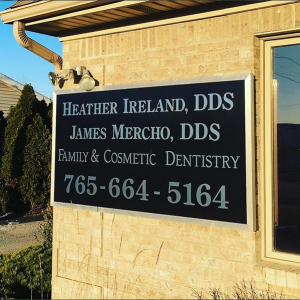 Heather Ireland, DDS
James Mercho, DDS
Family & Cosmetic Dentistry
765-664-5164